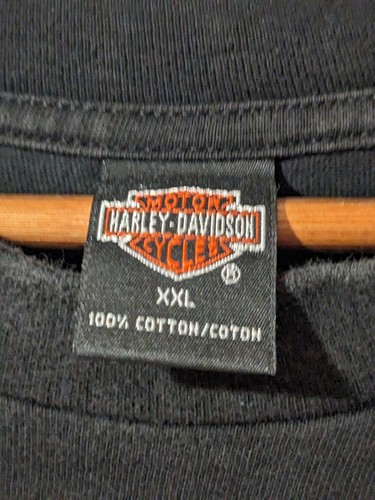 MOTOR
HARLEY-DAVIDSON
CYCLES
®
XXL
100% COTTON/COTON